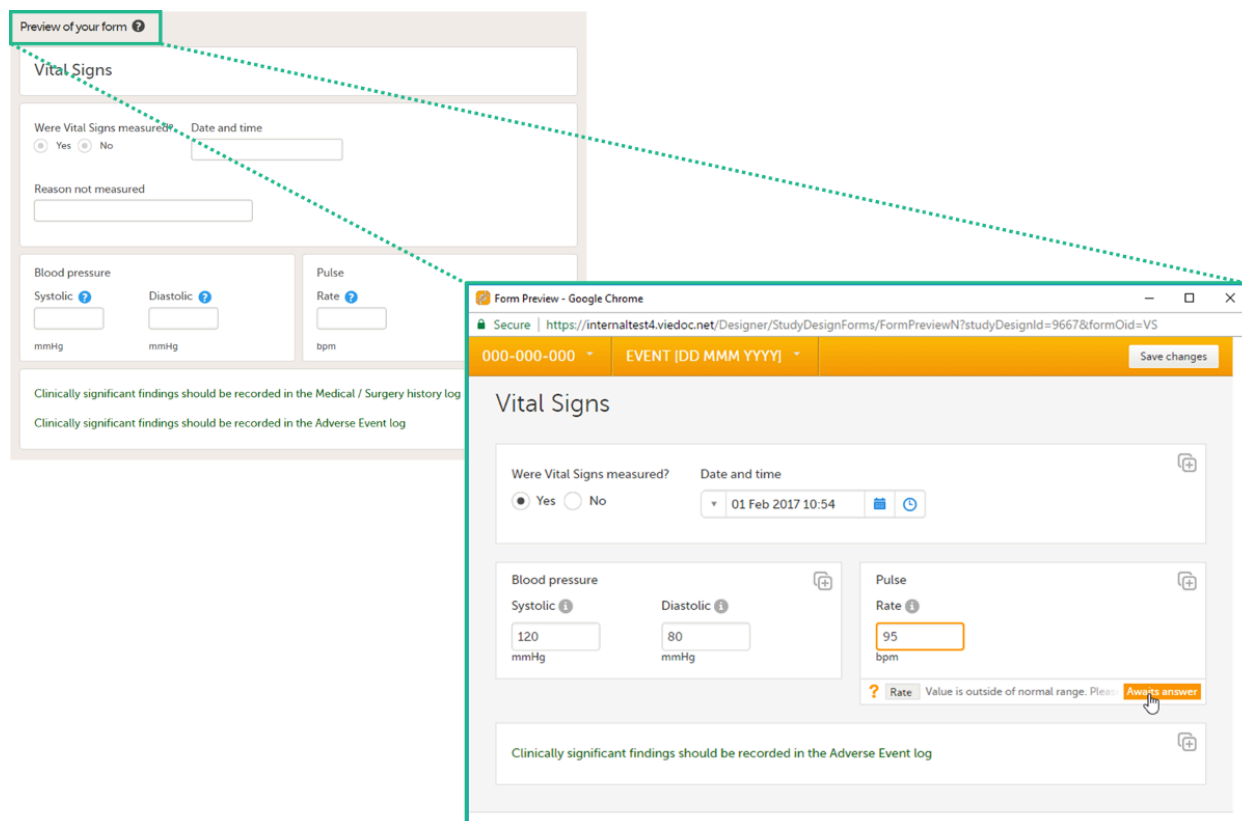 Preview of your form ?
Vital Signs
Were Vital Signs measured? Date and time
Yes No
Reason not measured
Blood pressure
Systolic ? Diastolic ?
mmHg mmHg
Pulse
Rate ?
bpm
Clinically significant findings should be recorded in the Medical / Surgery history log
Clinically significant findings should be recorded in the Adverse Event log
Form Preview - Google Chrome
Secure | https://internaltest4.viedoc.net/Designer/StudyDesignForms/FormPreviewN?studyDesignId=9667&formOid=VS
000-000-000 EVENT [DD MMM YYYY] Save changes
Vital Signs
Were Vital Signs measured? Date and time
Yes No 01 Feb 2017 10:54
Blood pressure
Systolic i Diastolic i
120 80
mmHg mmHg
Pulse
Rate i
95
bpm
? Rate Value is outside of normal range. Pleas Awaits answer
Clinically significant findings should be recorded in the Adverse Event log